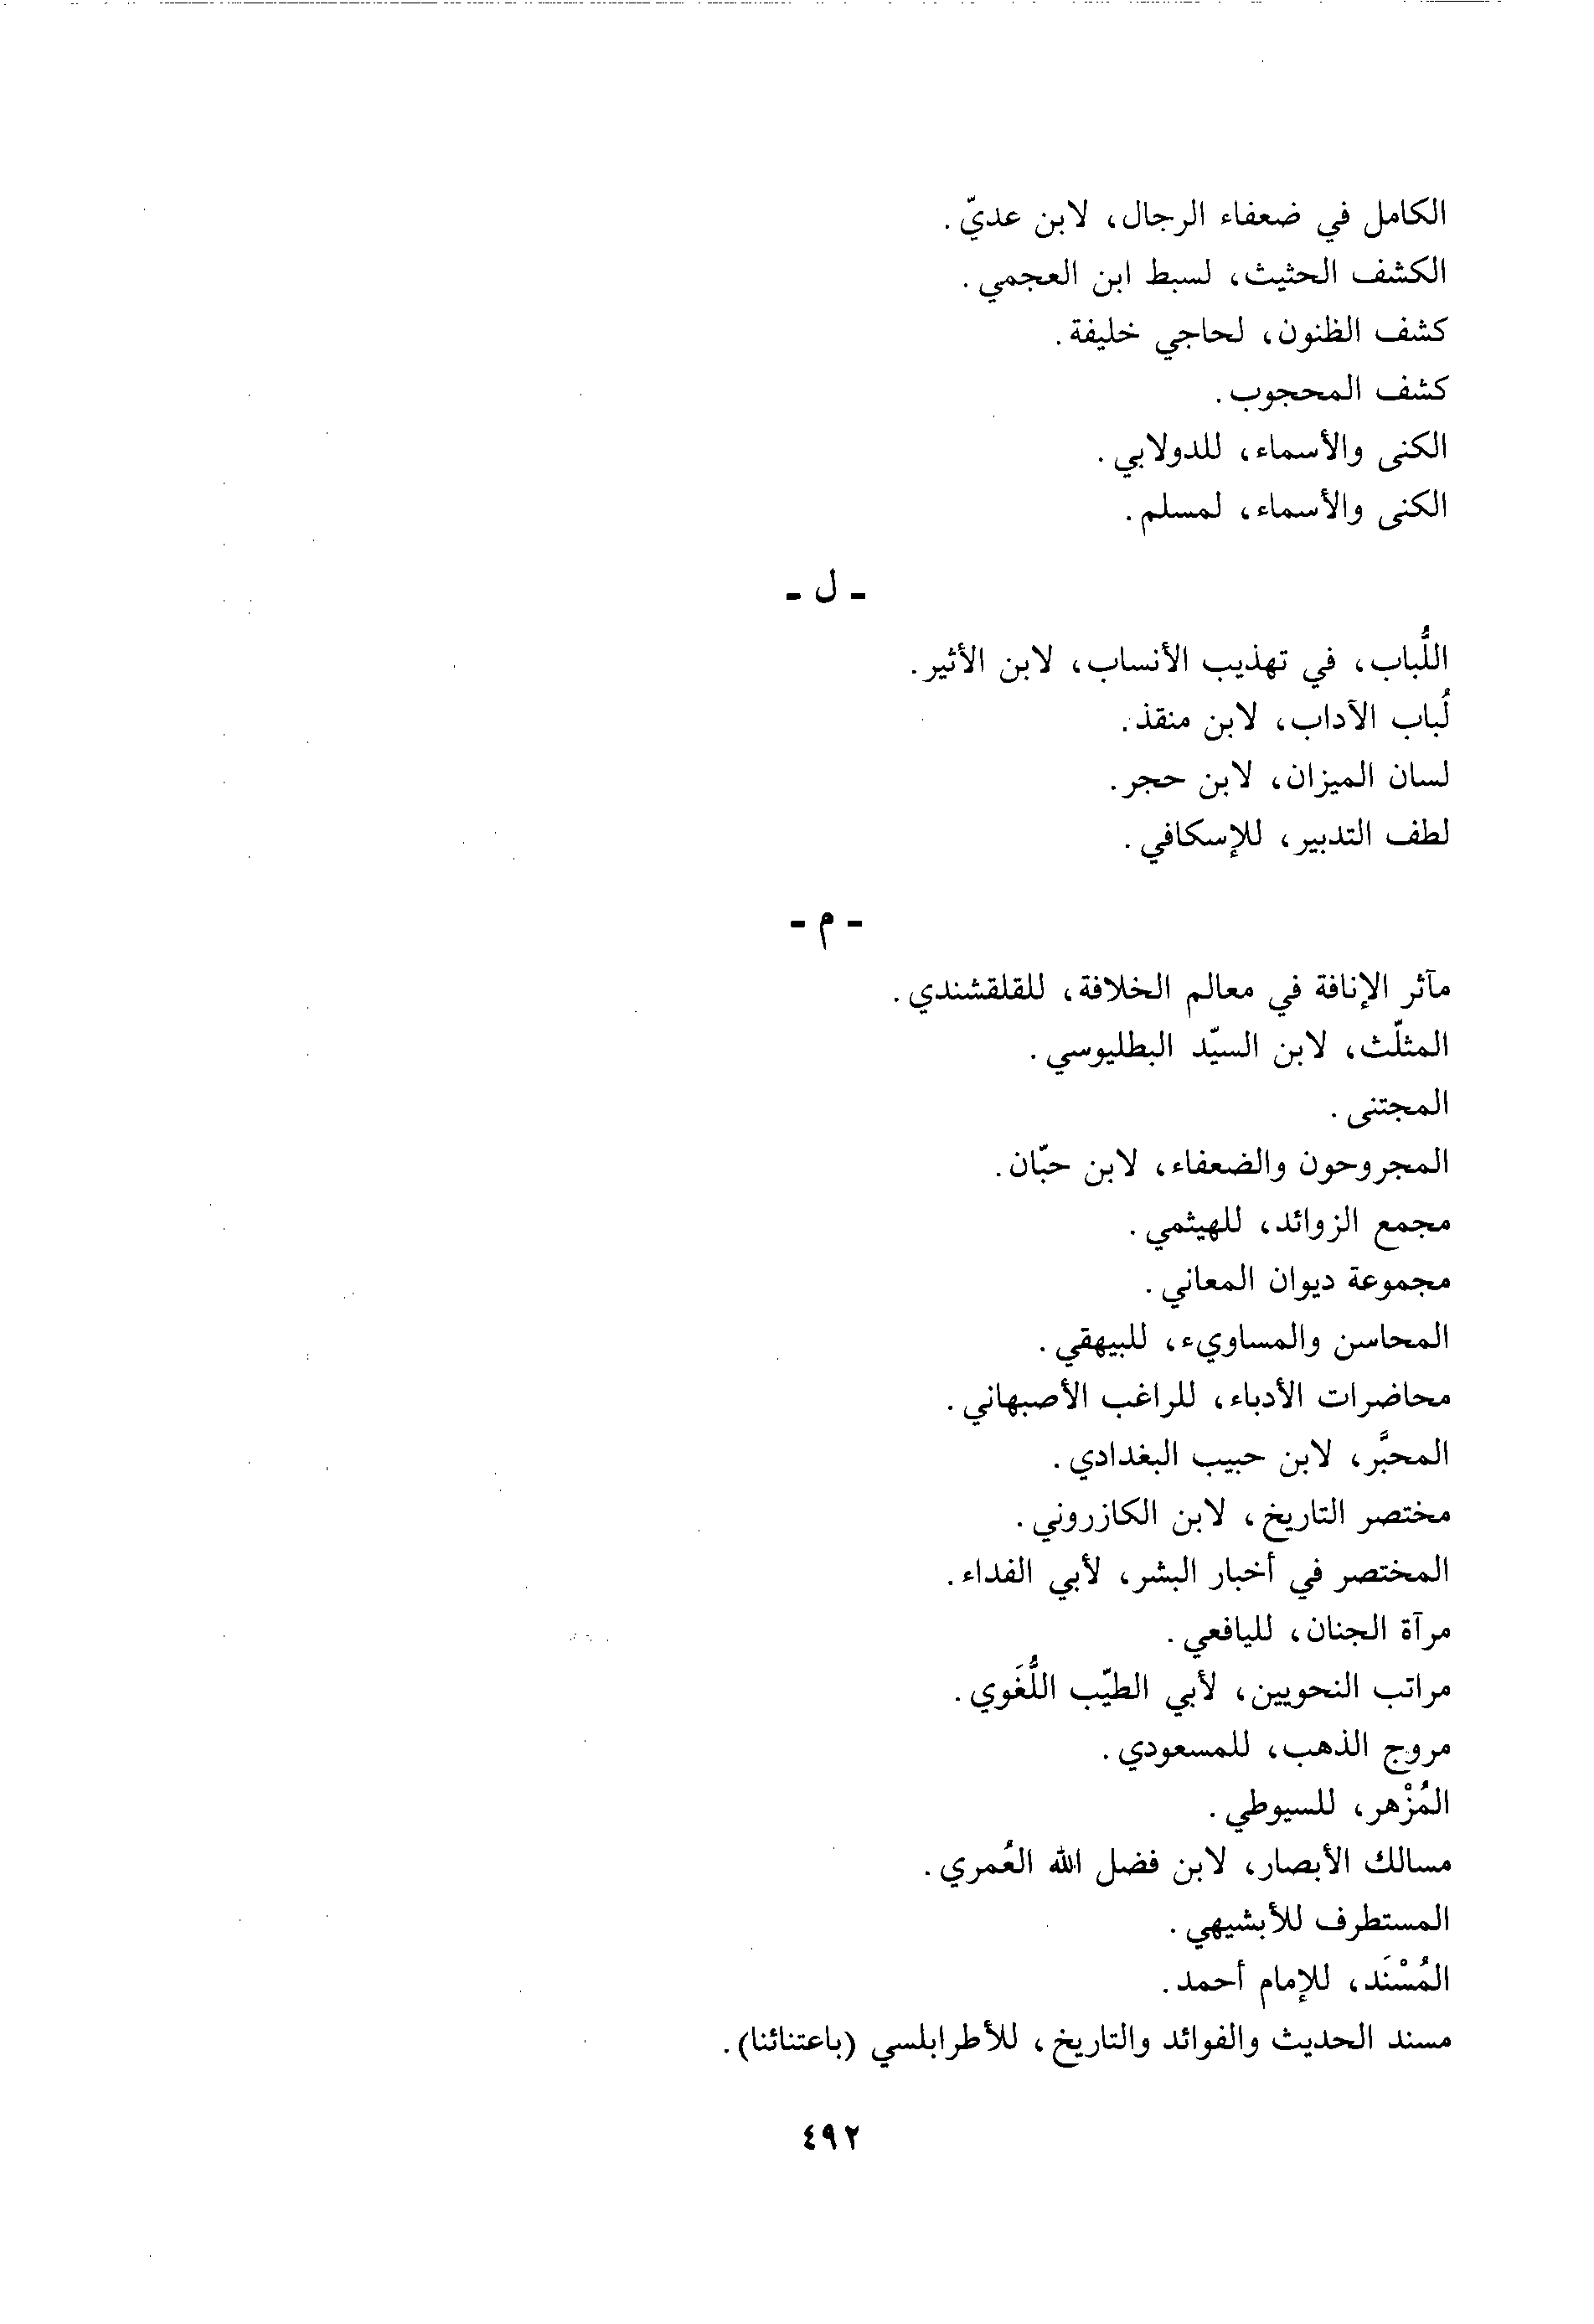 الكامل في ضعفاء الرجال، لابن عديّ.
الكشف الحثيث، لسبط ابن العجمي.
كشف الظنون، لحاجي خليفة.
كشف المحجوب.
الكنى والأسماء، للدولابي.
الكنى والأسماء، لمسلم.
- ل -
اللُّباب، في تهذيب الأنساب، لابن الأثير.
لُباب الآداب، لابن منقذ.
لسان الميزان، لابن حجر.
لطف التدبير، للإسكافي.
- م -
مآثر الإنافة في معالم الخلافة، للقلقشندي.
المثلّث، لابن السيّد البطليوسي.
المجتنى.
المجروحون والضعفاء، لابن حبّان.
مجمع الزوائد، للهيثمي.
مجموعة ديوان المعاني.
المحاسن والمساويء، للبيهقي.
محاضرات الأدباء، للراغب الأصبهاني.
المحبَّر، لابن حبيب البغدادي.
مختصر التاريخ، لابن الكازروني.
المختصر في أخبار البشر، لأبي الفداء.
مرآة الجنان، لليافعي.
مراتب النحويين، لأبي الطيّب اللُّغَوي.
مروج الذهب، للمسعودي.
المُزْهر، للسيوطي.
مسالك الأبصار، لابن فضل الله العُمري.
المستطرف للأبشيهي.
المُسْنَد، للإمام أحمد.
مسند الحديث والفوائد والتاريخ، للأطرابلسي (باعتنائنا).
٤٩٢